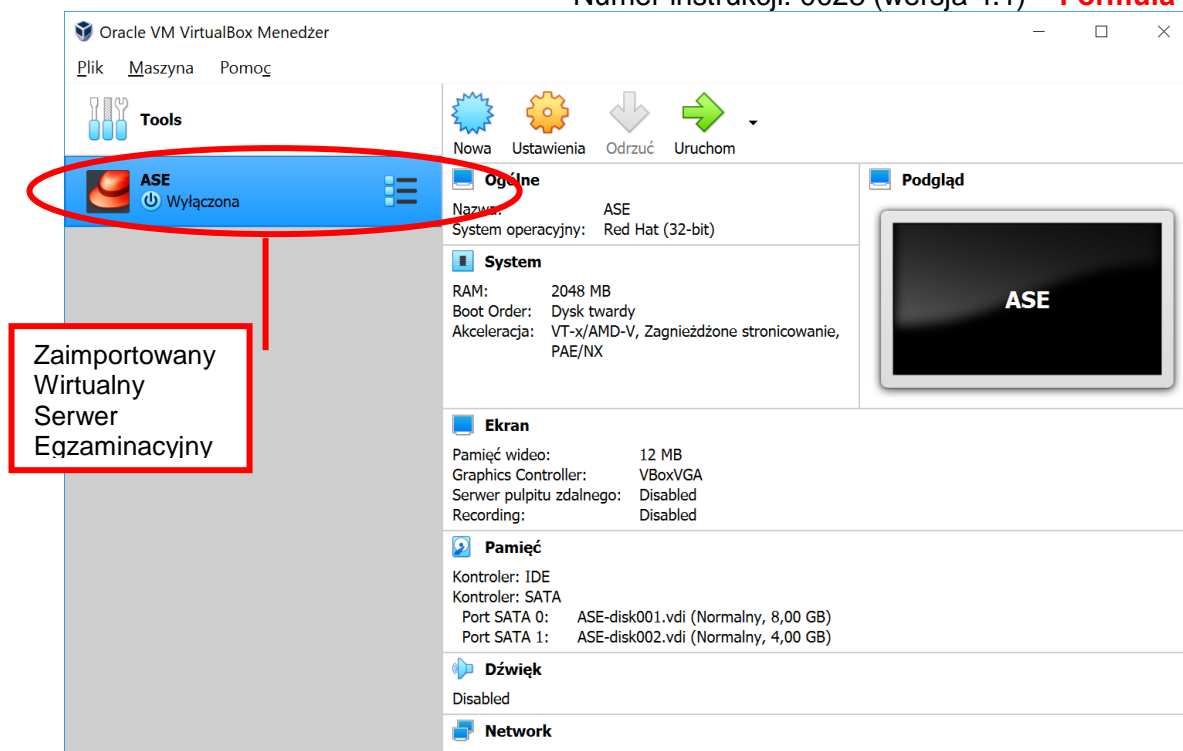 Oracle VM VirtualBox Menedżer
Plik Maszyna Pomoc
Tools
Nowa Ustawienia Odrzuć Uruchom
ASE
Wyłączona
Ogólne
Nazwa: ASE
System operacyjny: Red Hat (32-bit)
Podgląd
ASE
System
RAM: 2048 MB
Boot Order: Dysk twardy
Akceleracja: VT-x/AMD-V, Zagnieżdżone stronicowanie,
PAE/NX
Zaimportowany
Wirtualny
Serwer
Egzaminacyjny
Ekran
Pamięć wideo: 12 MB
Graphics Controller: VBoxVGA
Serwer pulpitu zdalnego: Disabled
Recording: Disabled
Pamięć
Kontroler: IDE
Kontroler: SATA
Port SATA 0: ASE-disk001.vdi (Normalny, 8,00 GB)
Port SATA 1: ASE-disk002.vdi (Normalny, 4,00 GB)
Dźwięk
Disabled
Network